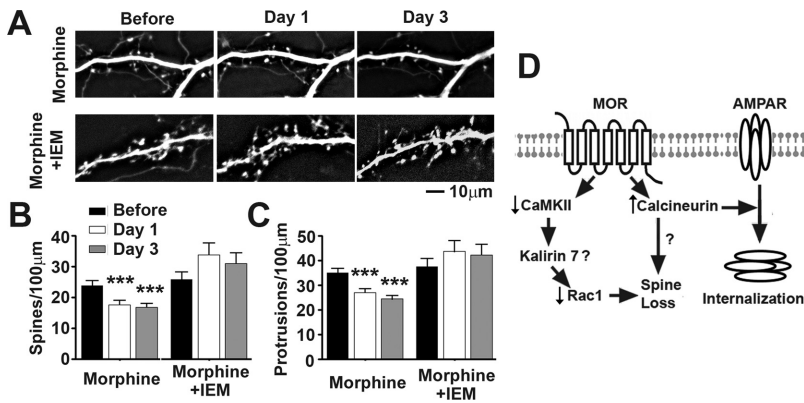 A
Before
Day 1
Day 3
Morphine
Morphine
+IEM
10μm
B
Before
Day 1
Day 3
Spines/100μm
40
30
20
10
0
***
***
Morphine
Morphine
+IEM
C
Protrusions/100μm
50
40
30
20
10
0
***
***
Morphine
Morphine
+IEM
D
MOR
AMPAR
↓CaMKII
↑Calcineurin
?
Kalirin 7?
↓Rac1
Spine
Loss
Internalization